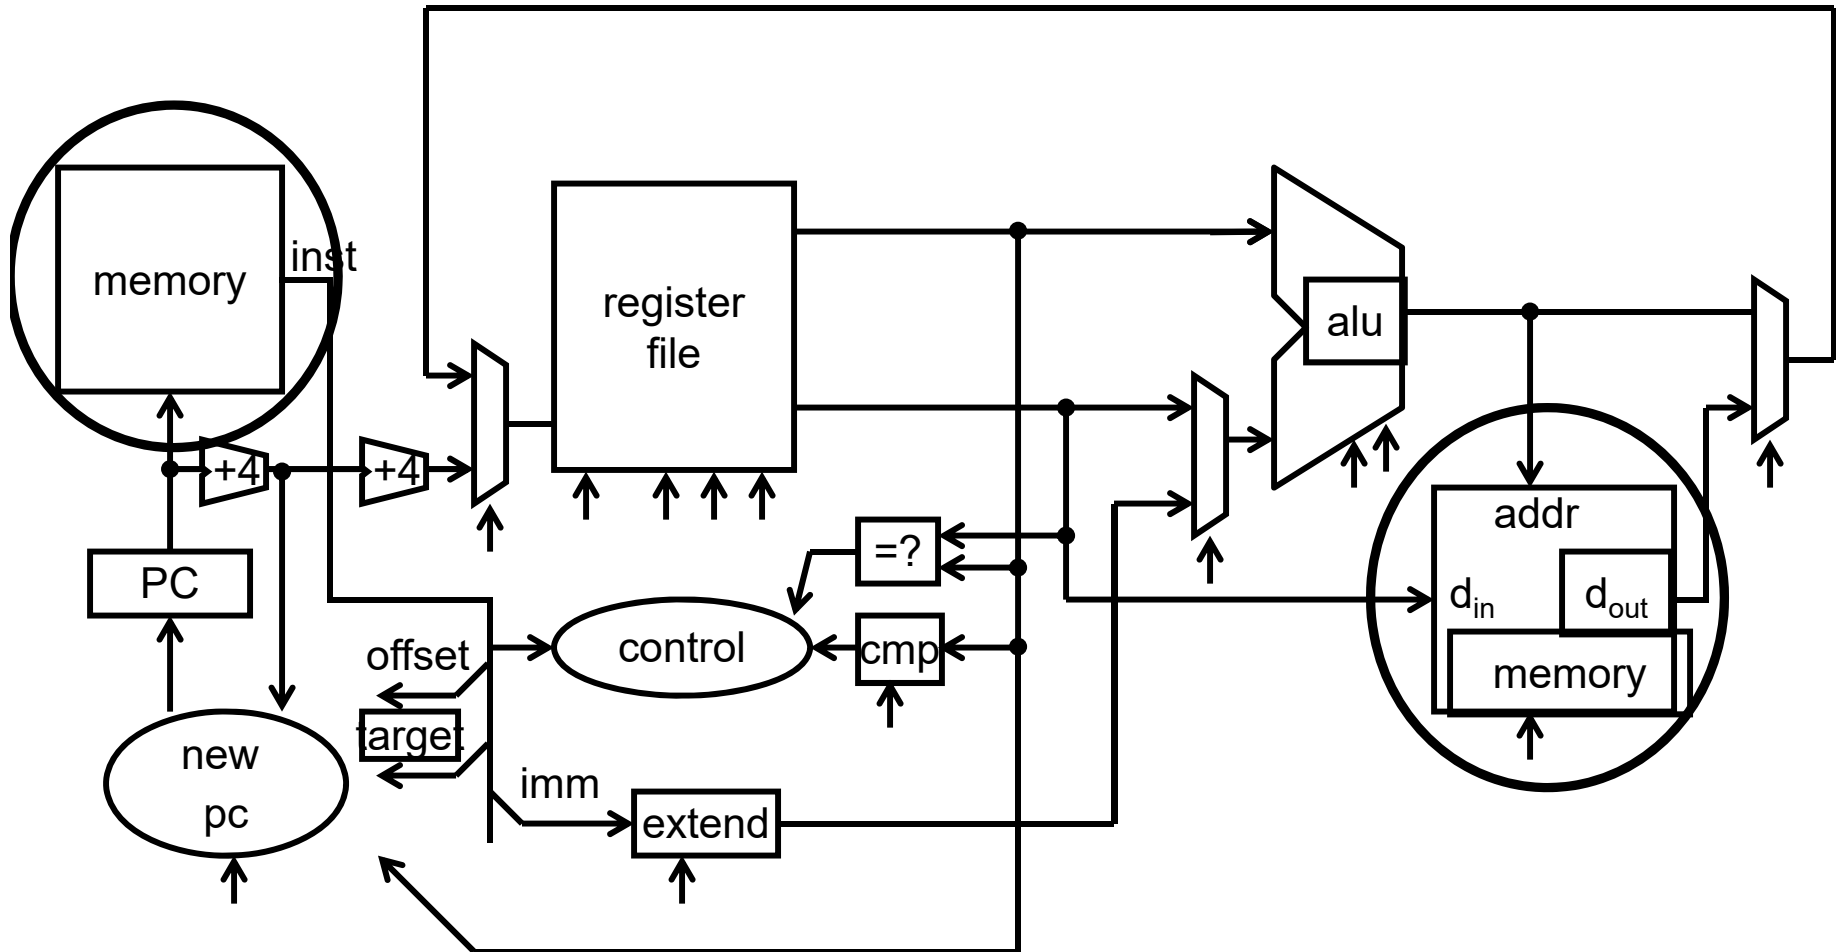 inst
memory
register
file
alu
+4
+4
addr
=?
PC
d_in
d_out
control
cmp
offset
memory
target
new
pc
imm
extend